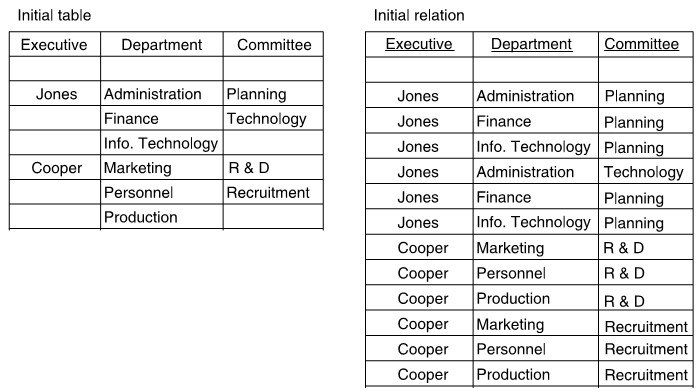 Initial table
Executive Department Committee
Jones Administration Planning
Finance Technology
Info. Technology
Cooper Marketing R & D
Personnel Recruitment
Production
Initial relation
Executive Department Committee
Jones Administration Planning
Jones Finance Planning
Jones Info. Technology Planning
Jones Administration Technology
Jones Finance Planning
Jones Info. Technology Planning
Cooper Marketing R & D
Cooper Personnel R & D
Cooper Production R & D
Cooper Marketing Recruitment
Cooper Personnel Recruitment
Cooper Production Recruitment